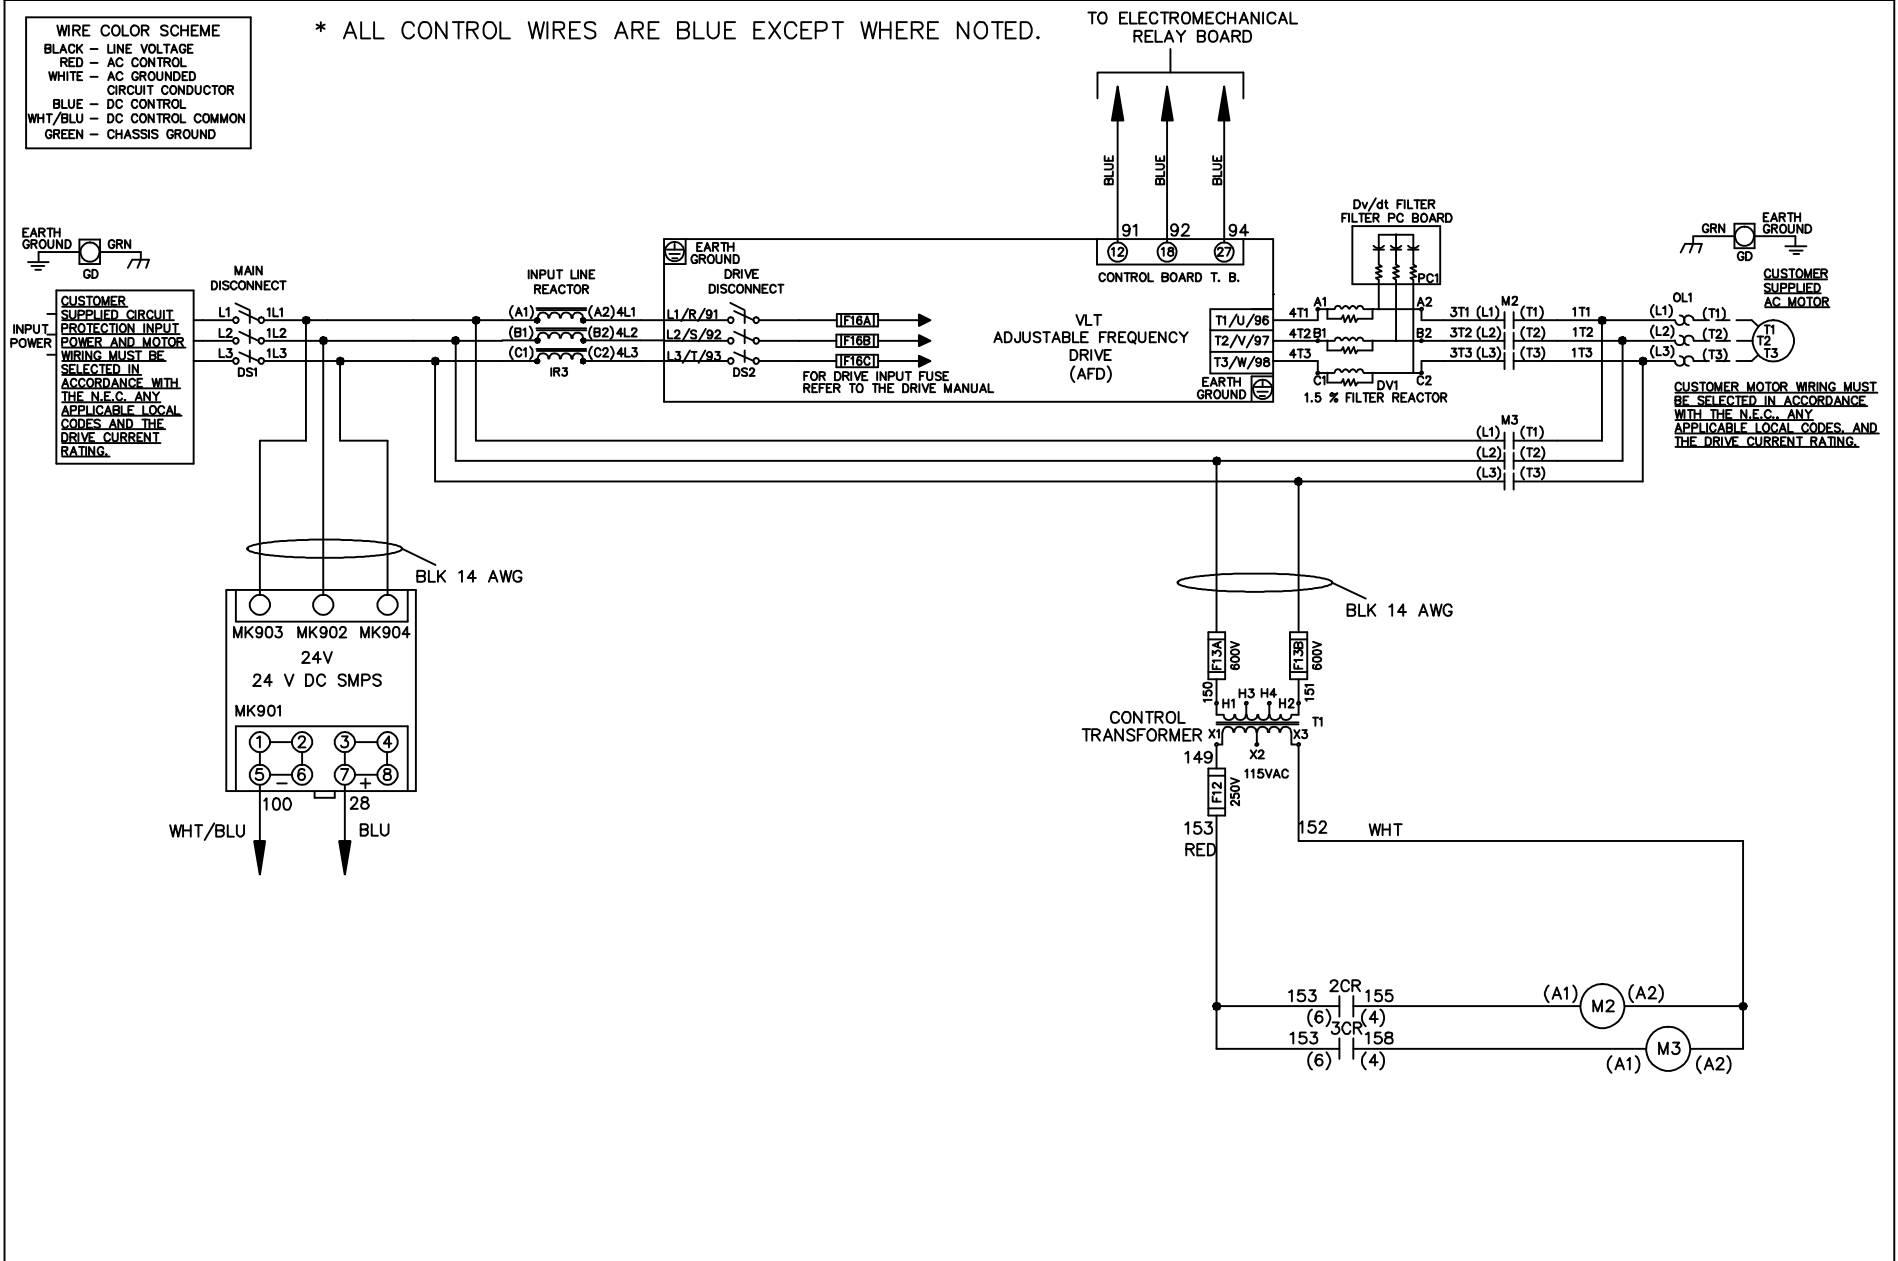 WIRE COLOR SCHEME
BLACK – LINE VOLTAGE
RED – AC CONTROL
WHITE – AC GROUNDED
CIRCUIT CONDUCTOR
BLUE – DC CONTROL
WHT/BLU – DC CONTROL COMMON
GREEN – CHASSIS GROUND
* ALL CONTROL WIRES ARE BLUE EXCEPT WHERE NOTED.
TO ELECTROMECHANICAL
RELAY BOARD
BLUE
BLUE
BLUE
91 92 94
12 18 27
CONTROL BOARD T. B.
EARTH
GROUND
GRN
GD
INPUT
POWER
CUSTOMER
SUPPLIED CIRCUIT
PROTECTION INPUT
POWER AND MOTOR
WIRING MUST BE
SELECTED IN
ACCORDANCE WITH
THE N.E.C. ANY
APPLICABLE LOCAL
CODES AND THE
DRIVE CURRENT
RATING.
MAIN
DISCONNECT
L1 1L1
L2 1L2
L3 1L3
DS1
INPUT LINE
REACTOR
(A1) (A2) 4L1
(B1) (B2) 4L2
(C1) (C2) 4L3
IR3
EARTH
GROUND
DRIVE
DISCONNECT
L1/R/91
L2/S/92
L3/T/93
DS2
IF16A
IF16B
IF16C
FOR DRIVE INPUT FUSE
REFER TO THE DRIVE MANUAL
VLT
ADJUSTABLE FREQUENCY
DRIVE
(AFD)
T1/U/96
T2/V/97
T3/W/98
EARTH
GROUND
Dv/dt FILTER
FILTER PC BOARD
PC1
4T1 A1 A2
4T2 B1 B2
4T3
C1 DV1 C2
1.5 % FILTER REACTOR
M2
3T1 (L1) (T1) 1T1
3T2 (L2) (T2) 1T2
3T3 (L3) (T3) 1T3
M3
(L1) (T1)
(L2) (T2)
(L3) (T3)
OL1
(L1) (T1)
(L2) (T2)
(L3) (T3)
T1
T2
T3
GRN
EARTH
GROUND
GD
CUSTOMER
SUPPLIED
AC MOTOR
CUSTOMER MOTOR WIRING MUST
BE SELECTED IN ACCORDANCE
WITH THE N.E.C., ANY
APPLICABLE LOCAL CODES, AND
THE DRIVE CURRENT RATING.
BLK 14 AWG
MK903 MK902 MK904
24V
24 V DC SMPS
MK901
1 2 3 4
5 – 6 7 + 8
100 28
WHT/BLU BLU
BLK 14 AWG
F13A
600V
F13B
600V
150
151
H1 H3 H4 H2
CONTROL
TRANSFORMER
T1
X1 X2 X3
149
115VAC
F12
250V
153
RED
152 WHT
153 2CR 155
(6) (4)
(A1) M2 (A2)
153 3CR 158
(6) (4)
(A1) M3 (A2)